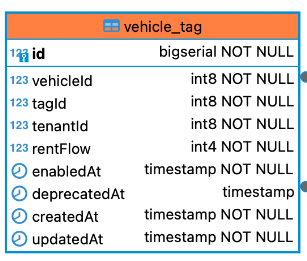 vehicle_tag
123 id bigserial NOT NULL
123 vehicleId int8 NOT NULL
123 tagId int8 NOT NULL
123 tenantId int8 NOT NULL
123 rentFlow int4 NOT NULL
enabledAt timestamp NOT NULL
deprecatedAt timestamp
createdAt timestamp NOT NULL
updatedAt timestamp NOT NULL